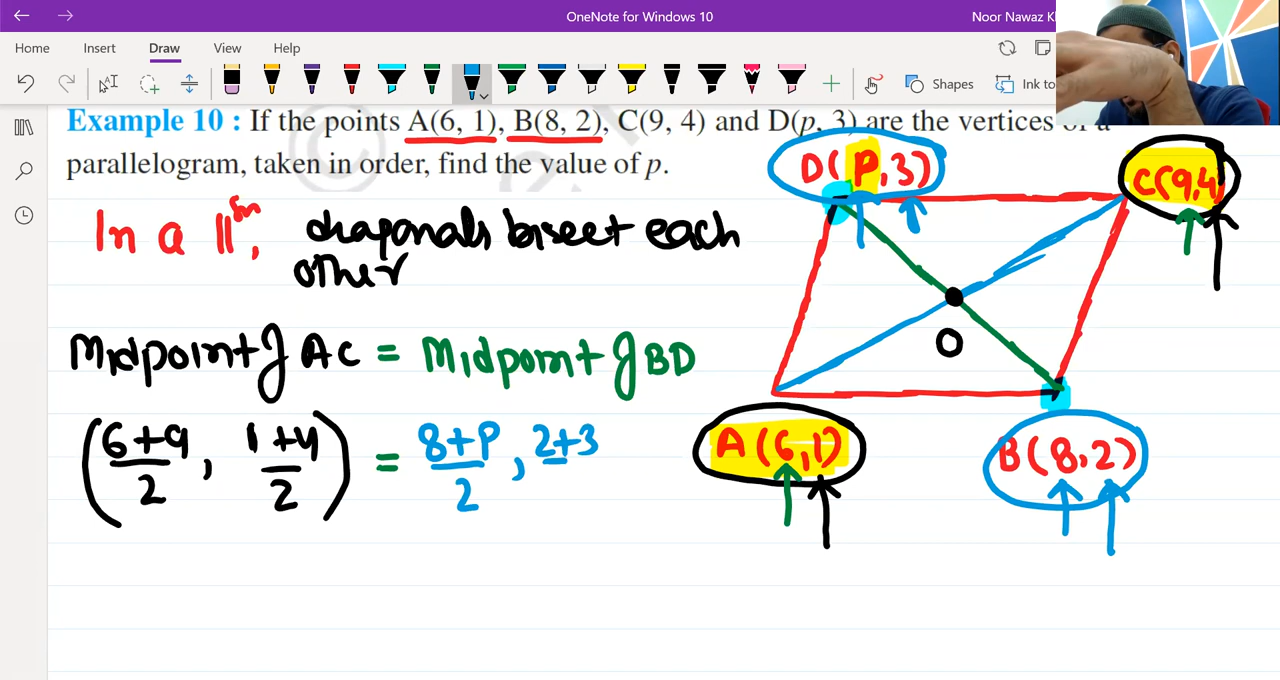 OneNote for Windows 10
Noor Nawaz Kh
Home Insert Draw View Help
Shapes Ink to
Example 10 : If the points A(6, 1), B(8, 2), C(9, 4) and D(p, 3) are the vertices of a
parallelogram, taken in order, find the value of p.
D(P,3)
C(9,4)
In a ||gm, diagonals bisect each
other
O
Midpoint of AC = Midpoint of BD
(6+9/2, 1+4/2) = 8+P/2, 2+3
A(6,1)
B(8,2)